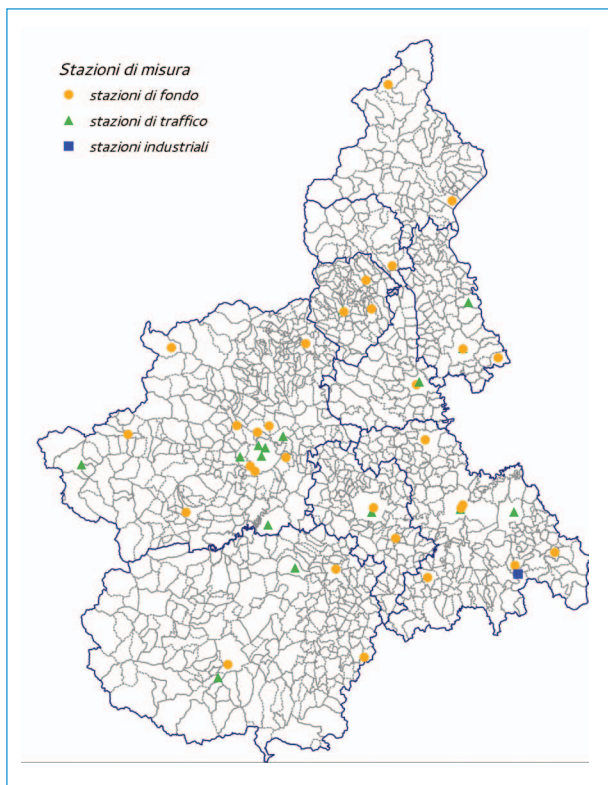 Stazioni di misura
stazioni di fondo
stazioni di traffico
stazioni industriali